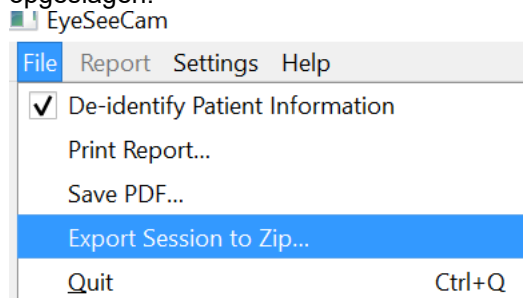 opgeslagen.
EyeSeeCam
File Report Settings Help
✓ De-identify Patient Information
Print Report...
Save PDF...
Export Session to Zip...
Quit Ctrl+Q